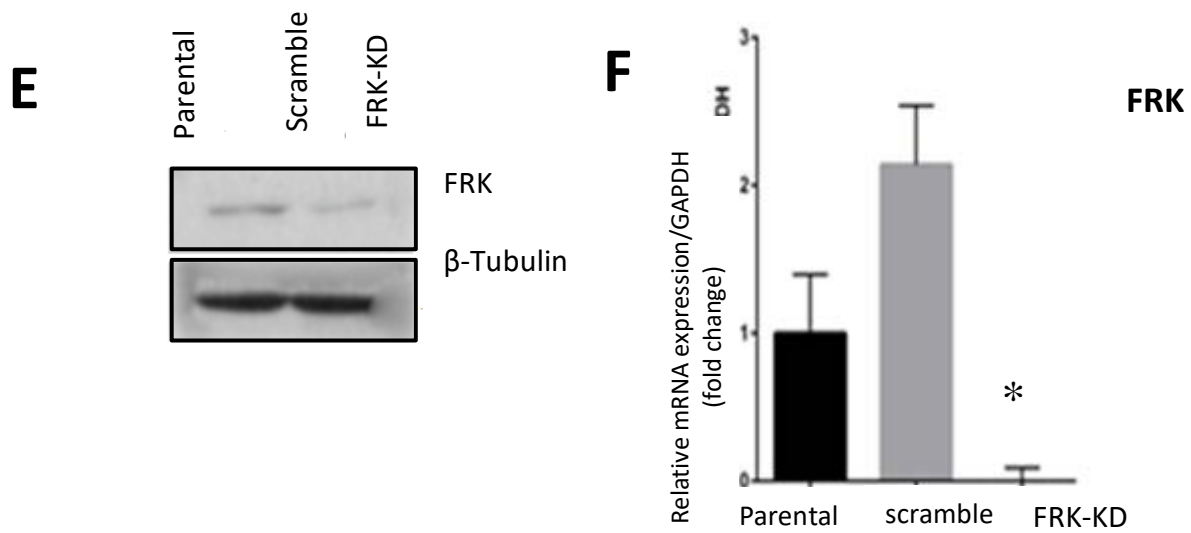 E
Parental
Scramble
FRK-KD
FRK
β-Tubulin
F
FRK
Relative mRNA expression/GAPDH
(fold change)
DH
3
2
1
0
*
Parental
scramble
FRK-KD